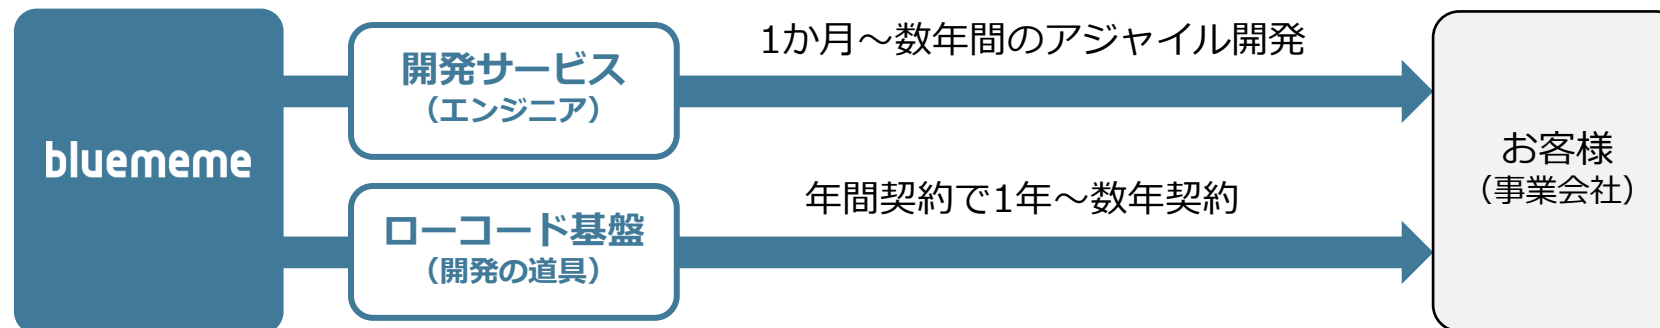 bluememe
開発サービス
（エンジニア）
1か月～数年間のアジャイル開発
ローコード基盤
（開発の道具）
年間契約で1年～数年契約
お客様
（事業会社）